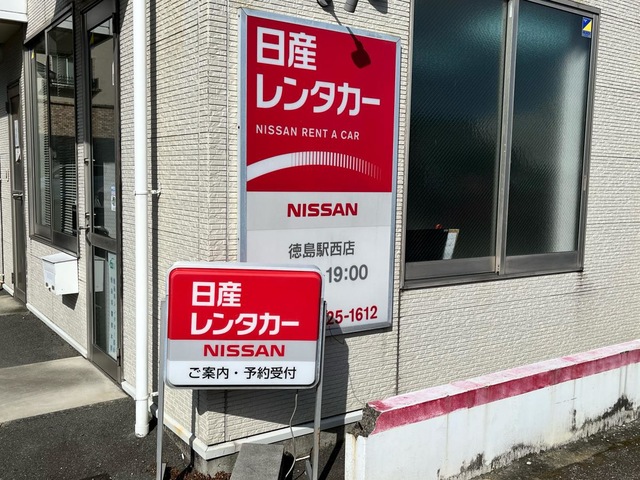 日産
レンタカー
NISSAN RENT A CAR
NISSAN
徳島駅西店
19:00
25-1612
日産
レンタカー
NISSAN
ご案内・予約受付